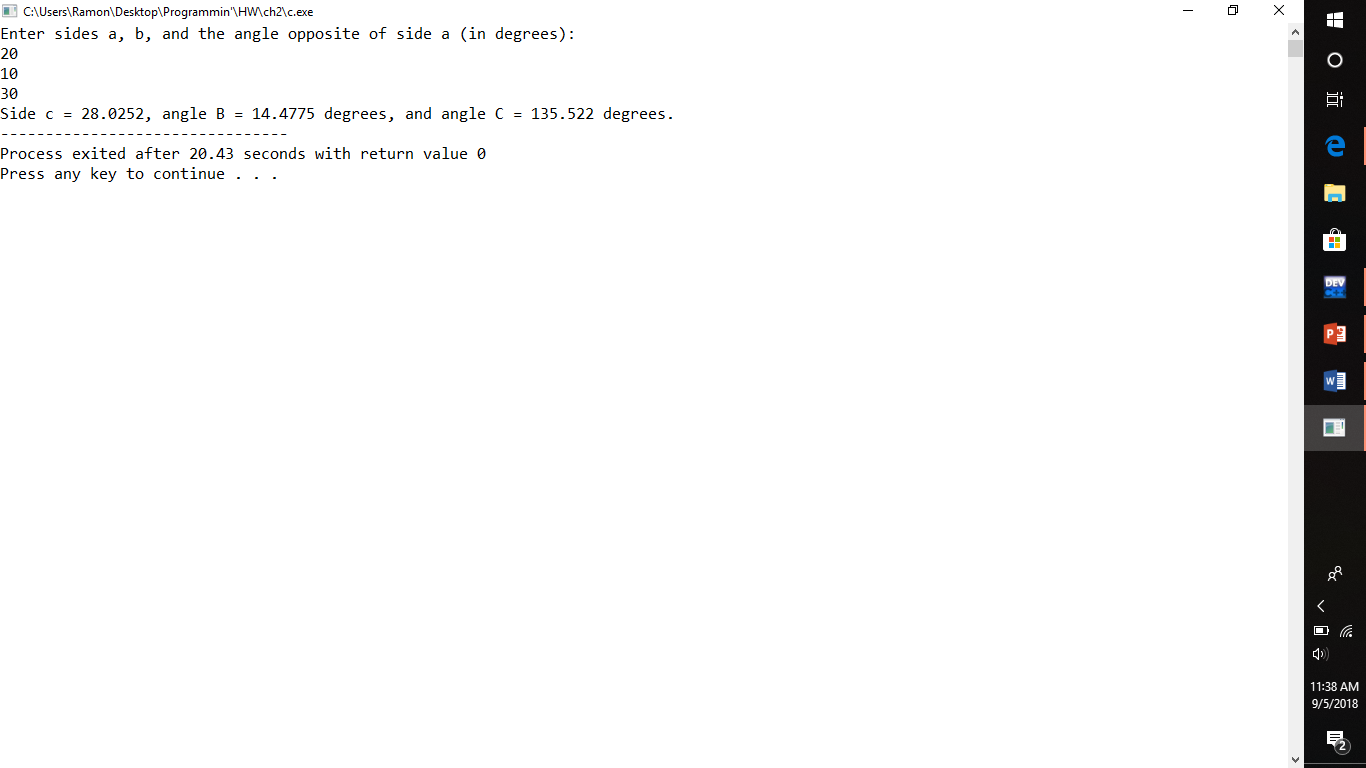 C:\Users\Ramon\Desktop\Programmin'\HW\ch2\c.exe
Enter sides a, b, and the angle opposite of side a (in degrees):
20
10
30
Side c = 28.0252, angle B = 14.4775 degrees, and angle C = 135.522 degrees.
--------------------------------
Process exited after 20.43 seconds with return value 0
Press any key to continue . . .
DEV
P
W
11:38 AM
9/5/2018
2